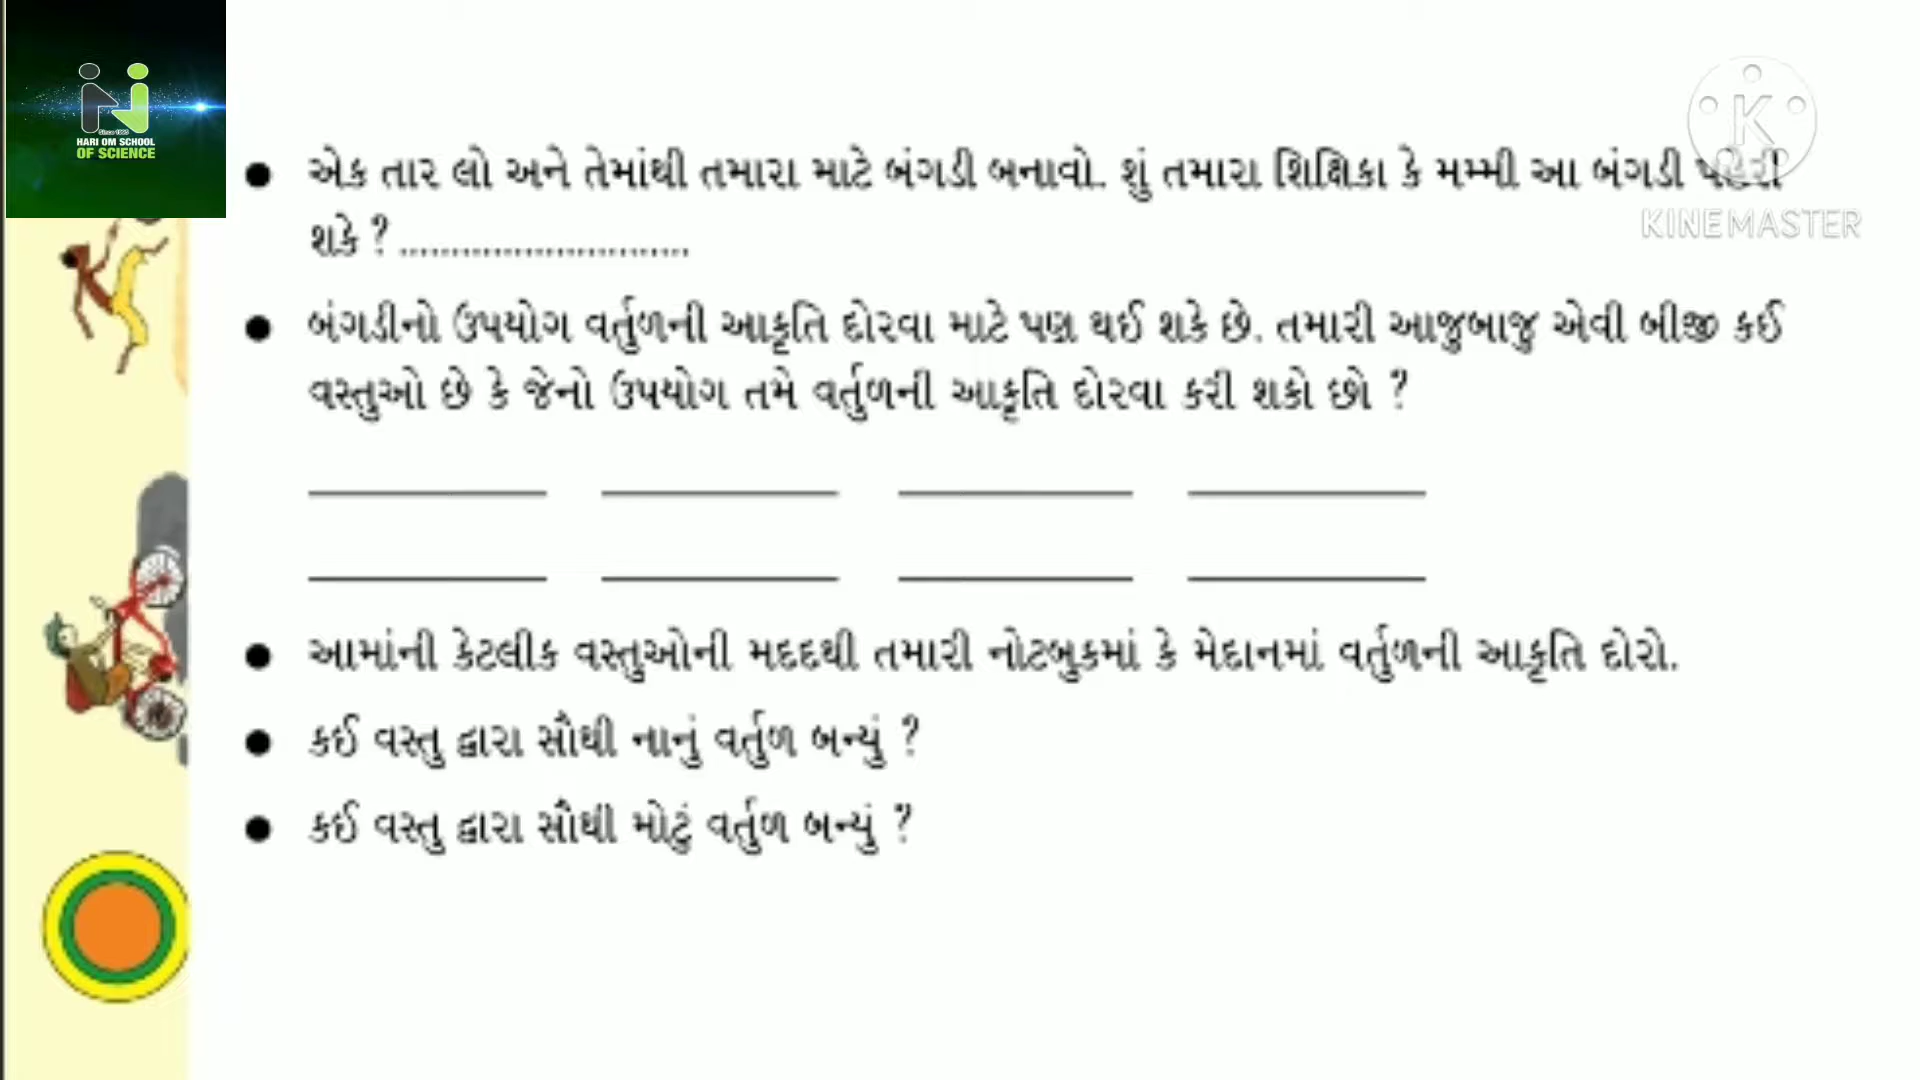 Since 1995
HARI OM SCHOOL
OF SCIENCE
KINEMASTER
એક તાર લો અને તેમાંથી તમારા માટે બંગડી બનાવો. શું તમારા શિક્ષિકા કે મમ્મી આ બંગડી પહેરી
શકે ? ............................
બંગડીનો ઉપયોગ વર્તુળની આકૃતિ દોરવા માટે પણ થઈ શકે છે. તમારી આજુબાજુ એવી બીજી કઈ
વસ્તુઓ છે કે જેનો ઉપયોગ તમે વર્તુળની આકૃતિ દોરવા કરી શકો છો ?
આમાંની કેટલીક વસ્તુઓની મદદથી તમારી નોટબુકમાં કે મેદાનમાં વર્તુળની આકૃતિ દોરો.
કઈ વસ્તુ દ્વારા સૌથી નાનું વર્તુળ બન્યું ?
કઈ વસ્તુ દ્વારા સૌથી મોટું વર્તુળ બન્યું ?